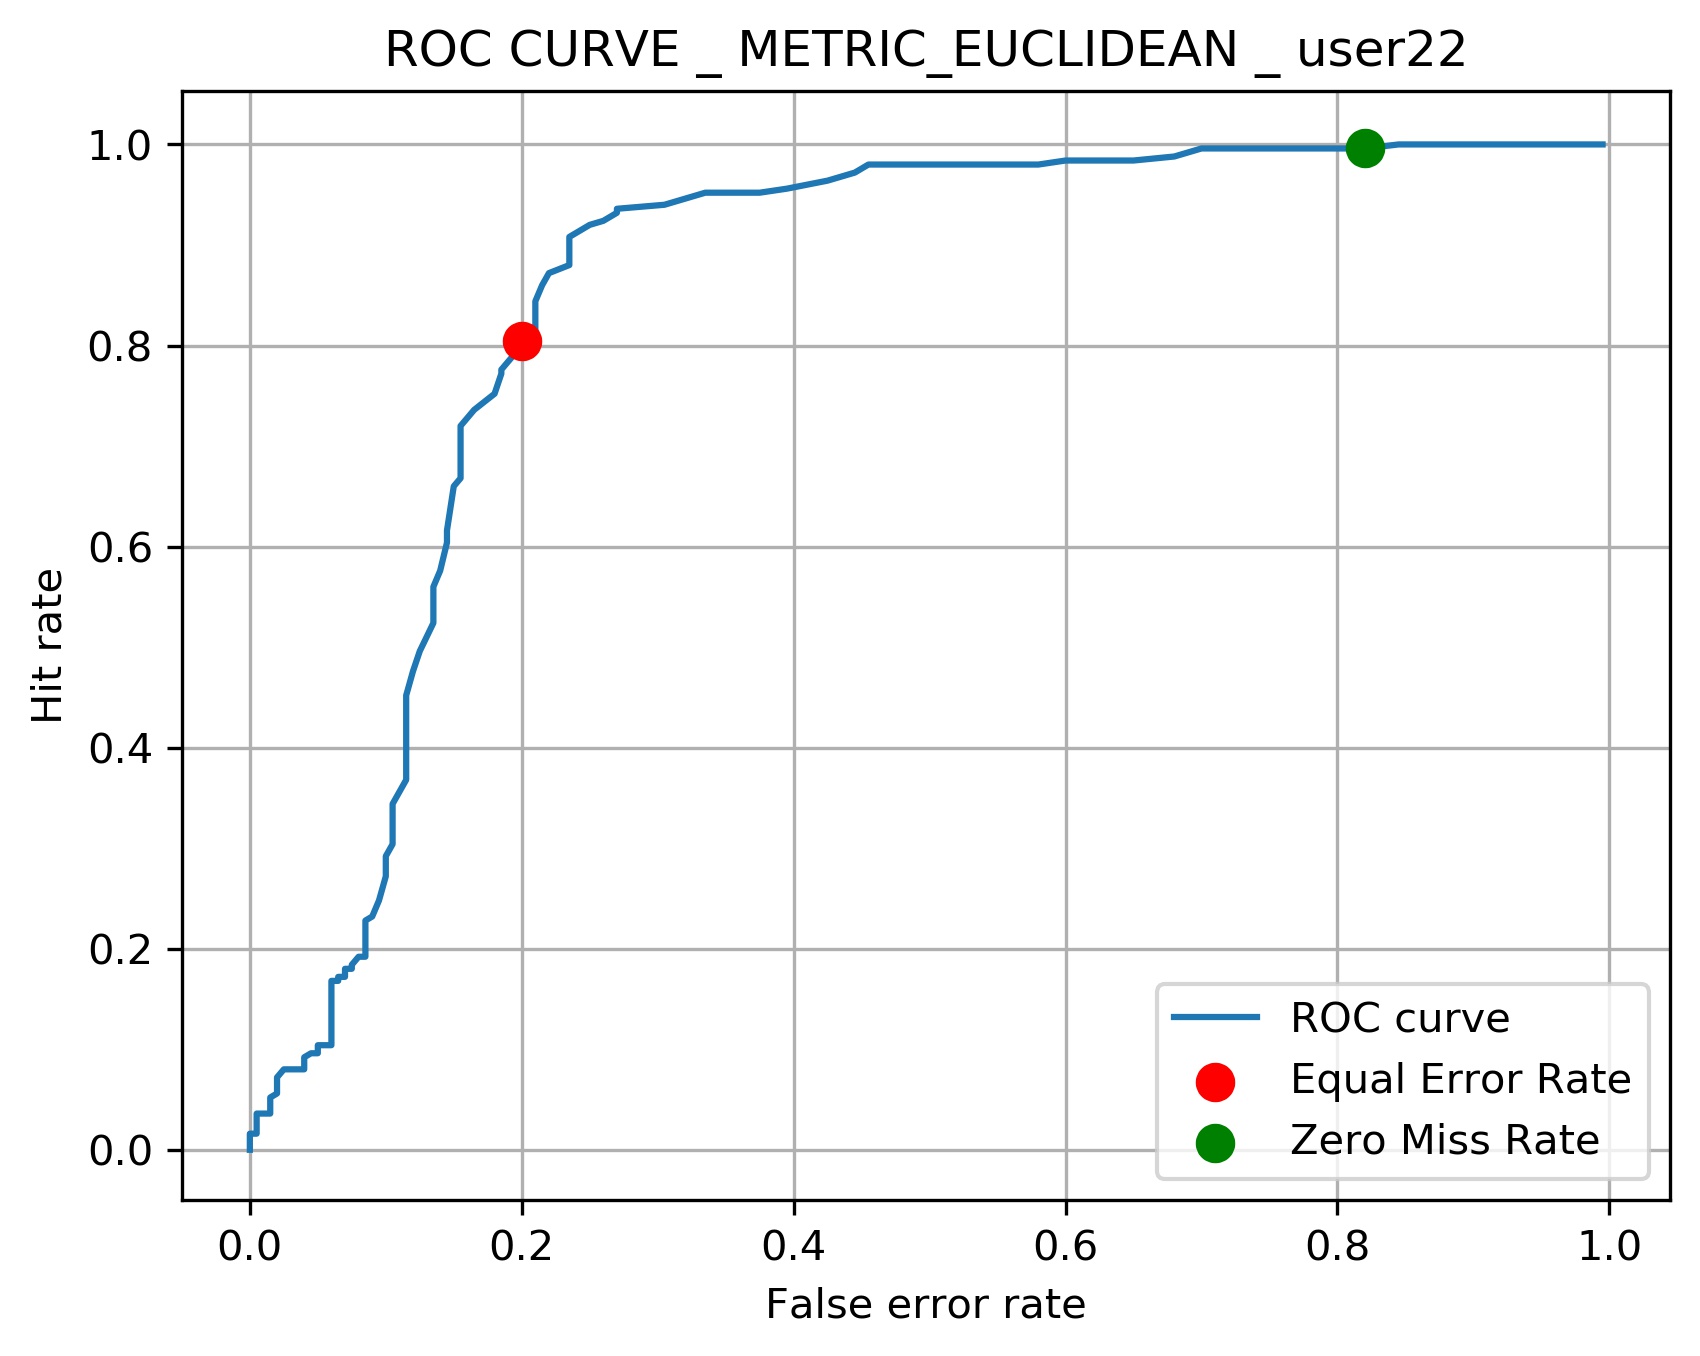 ROC CURVE _ METRIC_EUCLIDEAN _ user22
1.0
0.8
0.6
0.4
0.2
0.0
Hit rate
ROC curve
Equal Error Rate
Zero Miss Rate
0.0 0.2 0.4 0.6 0.8 1.0
False error rate